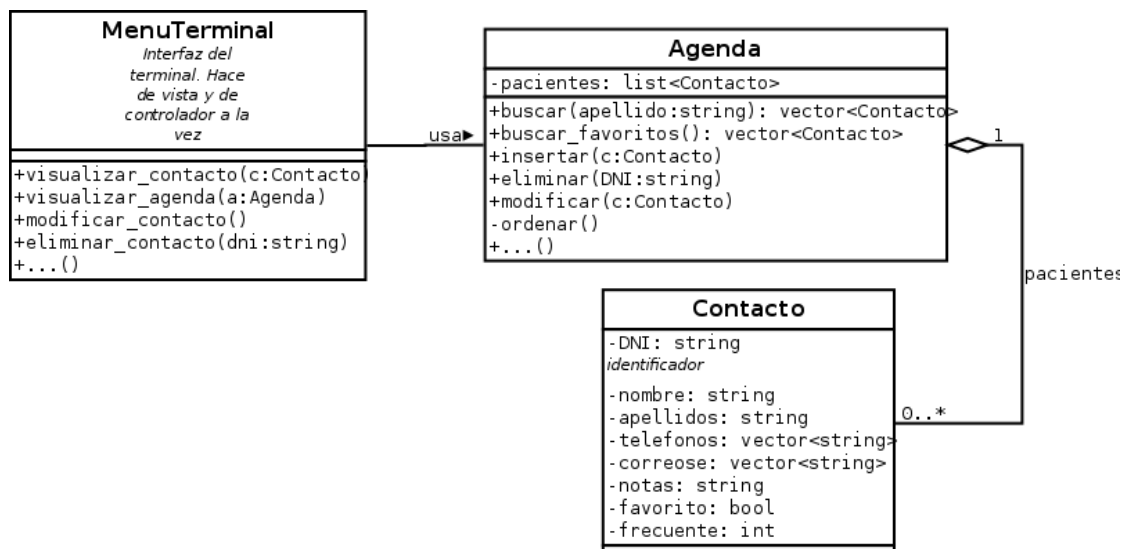 MenuTerminal
Interfaz del
terminal. Hace
de vista y de
controlador a la
vez
+visualizar_contacto(c:Contacto)
+visualizar_agenda(a:Agenda)
+modificar_contacto()
+eliminar_contacto(dni:string)
+...()
usa►
Agenda
-pacientes: list<Contacto>
+buscar(apellido:string): vector<Contacto>
+buscar_favoritos(): vector<Contacto>
+insertar(c:Contacto)
+eliminar(DNI:string)
+modificar(c:Contacto)
-ordenar()
+...()
1
pacientes
0..*
Contacto
-DNI: string
identificador
-nombre: string
-apellidos: string
-telefonos: vector<string>
-correose: vector<string>
-notas: string
-favorito: bool
-frecuente: int